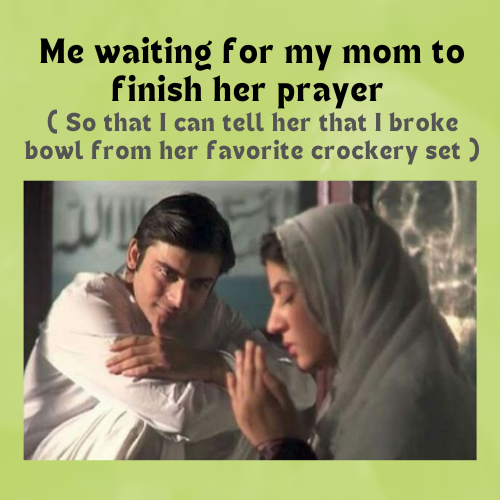 Me waiting for my mom to
finish her prayer
( So that I can tell her that I broke
bowl from her favorite crockery set )